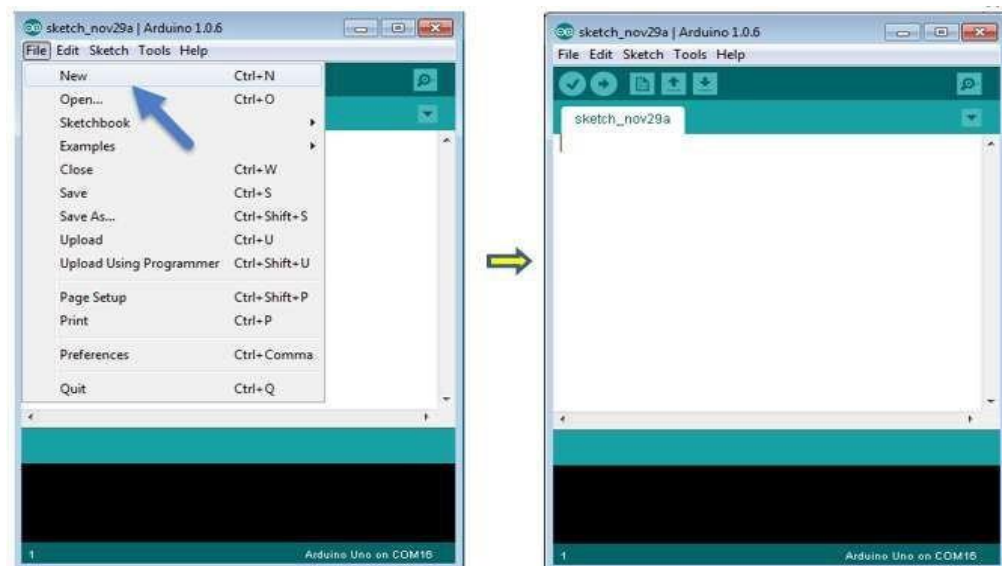 sketch_nov29a | Arduino 1.0.6
File Edit Sketch Tools Help
New Ctrl+N
Open... Ctrl+O
Sketchbook
Examples
Close Ctrl+W
Save Ctrl+S
Save As... Ctrl+Shift+S
Upload Ctrl+U
Upload Using Programmer Ctrl+Shift+U
Page Setup Ctrl+Shift+P
Print Ctrl+P
Preferences Ctrl+Comma
Quit Ctrl+Q
1 Arduino Uno on COM16
sketch_nov29a | Arduino 1.0.6
File Edit Sketch Tools Help
sketch_nov29a
1 Arduino Uno on COM16